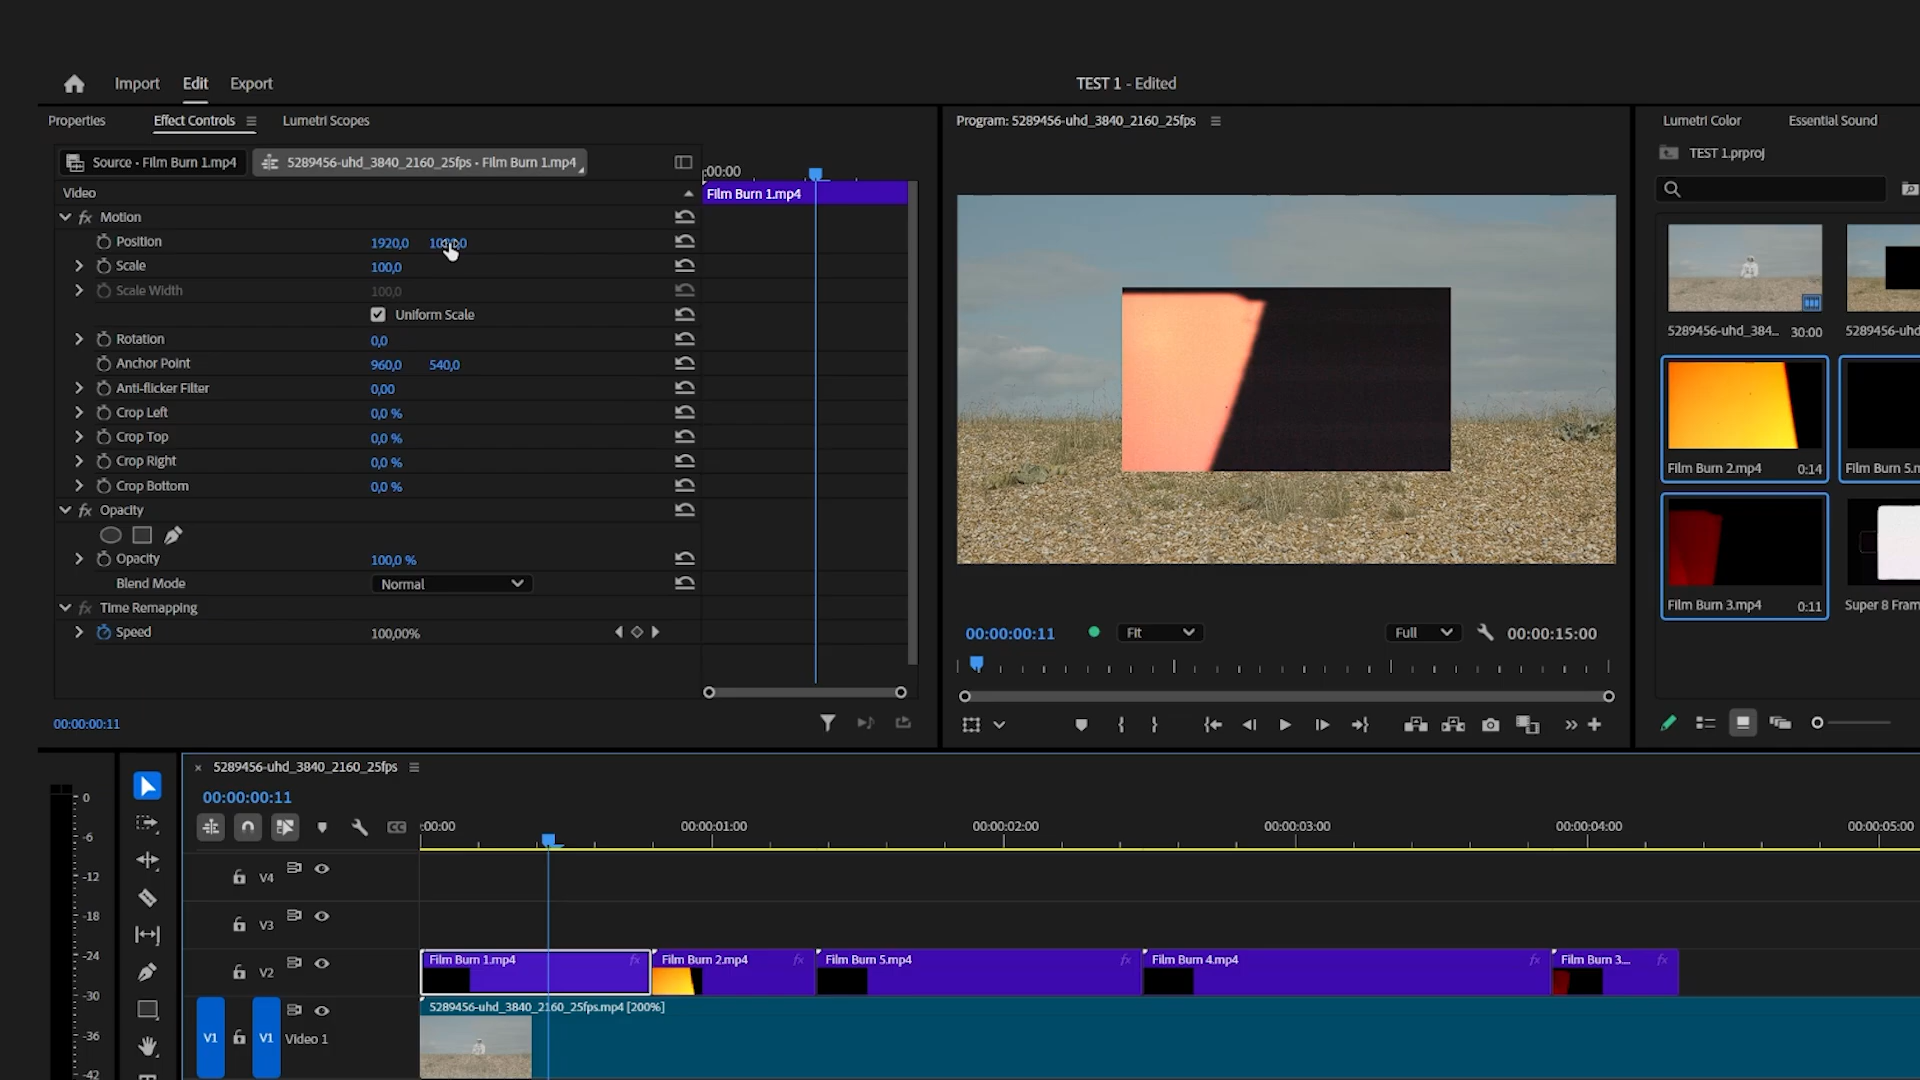 Import Edit Export
TEST 1 - Edited
Properties Effect Controls Lumetri Scopes
Program: 5289456-uhd_3840_2160_25fps
Lumetri Color Essential Sound
Source • Film Burn 1.mp4 5289456-uhd_3840_2160_25fps • Film Burn 1.mp4
:00:00
TEST 1.prproj
Video
Film Burn 1.mp4
fx Motion
Position 1920,0
Scale 100,0
Scale Width 100,0
Uniform Scale
Rotation 0,0
Anchor Point 960,0 540,0
Anti-flicker Filter 0,00
Crop Left 0,0 %
Crop Top 0,0 %
Crop Right 0,0 %
Crop Bottom 0,0 %
fx Opacity
Opacity 100,0 %
Blend Mode Normal
fx Time Remapping
Speed 100,00%
00:00:00:11
5289456-uhd_384... 30:00
5289456-uhd
Film Burn 2.mp4 0:14
Film Burn 5.m
Film Burn 3.mp4 0:11
Super 8 Fram
00:00:00:11 Fit Full 00:00:15:00
× 5289456-uhd_3840_2160_25fps
00:00:00:11
CC
:00:00 00:00:01:00 00:00:02:00 00:00:03:00 00:00:04:00 00:00:05:00
0
-6
-12
-18
-24
-30
-36
-42
V4
V3
V2
Film Burn 1.mp4 fx
Film Burn 2.mp4 fx
Film Burn 5.mp4 fx
Film Burn 4.mp4 fx
Film Burn 3.... fx
V1 V1 Video 1
5289456-uhd_3840_2160_25fps.mp4 [200%]